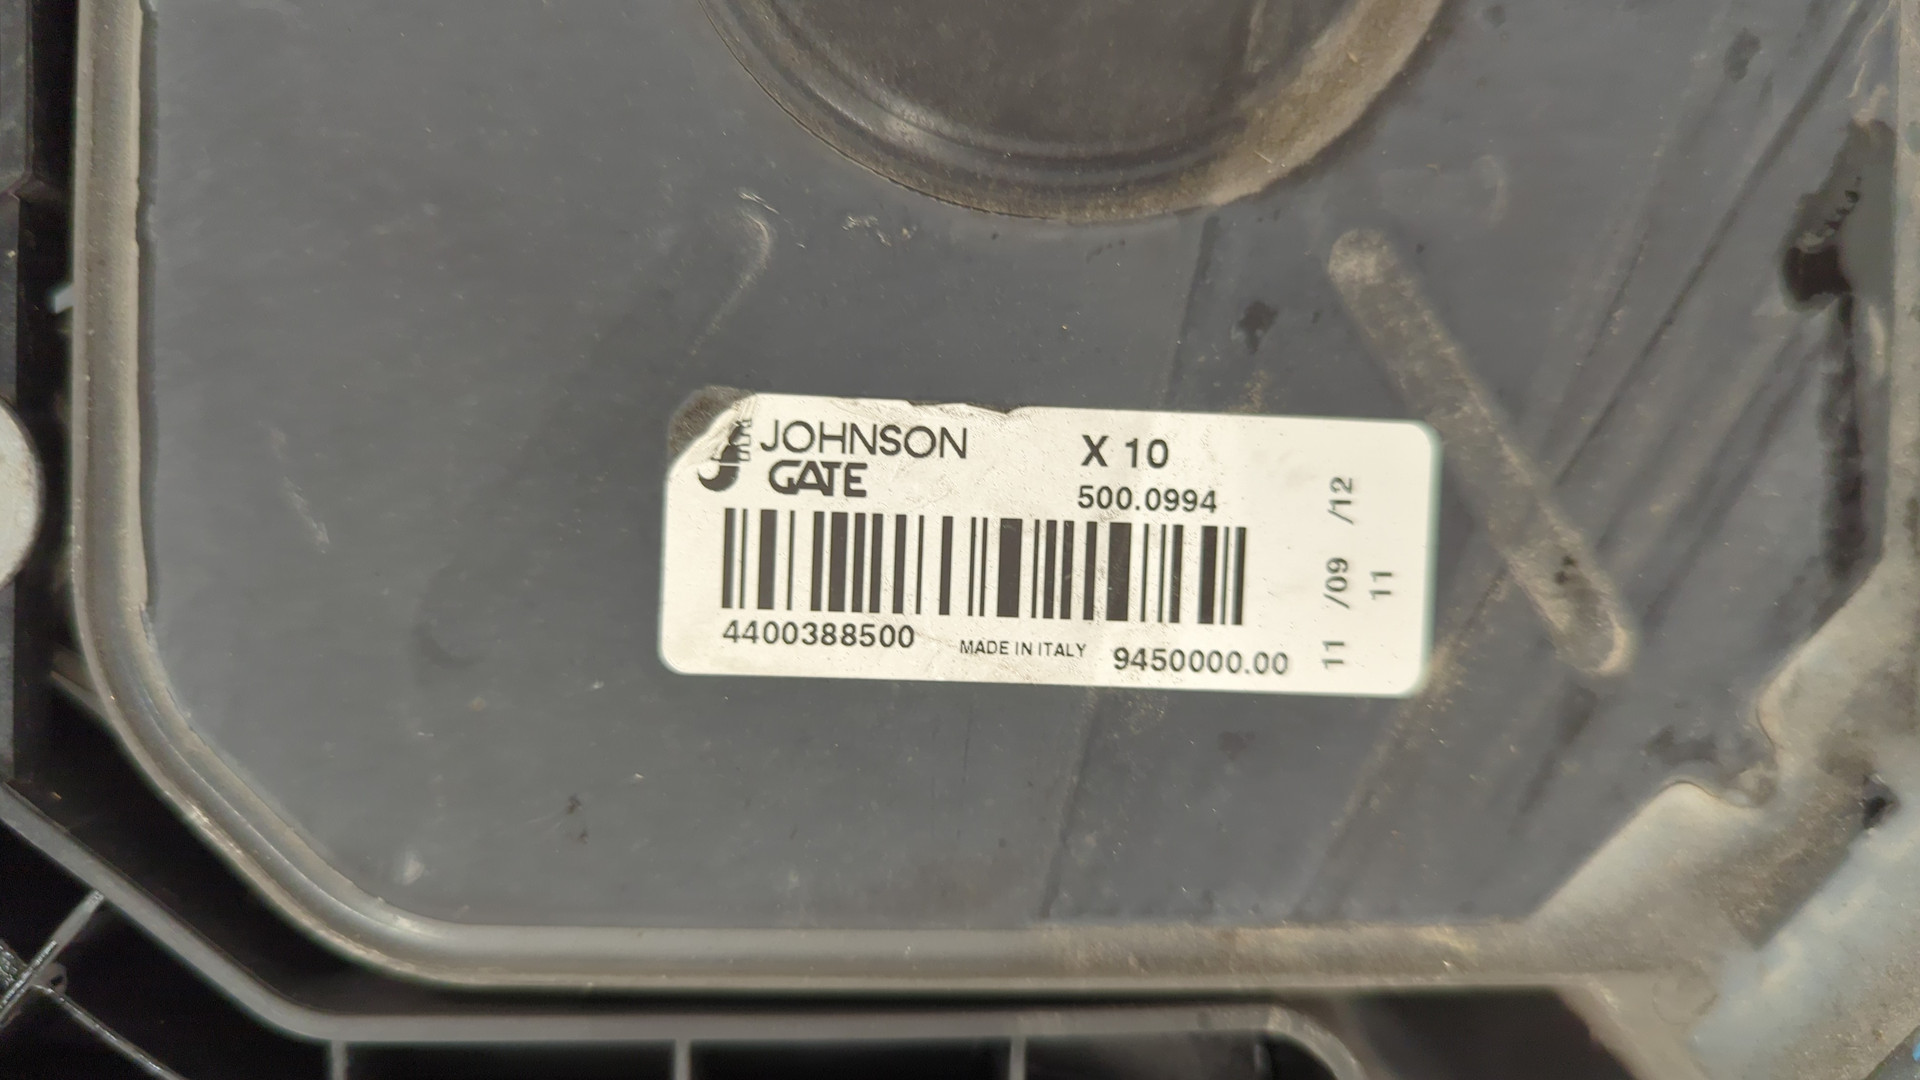 JOHNSON
GATE
X 10
500.0994
4400388500
MADE IN ITALY
9450000.00
11 /09 /12
11